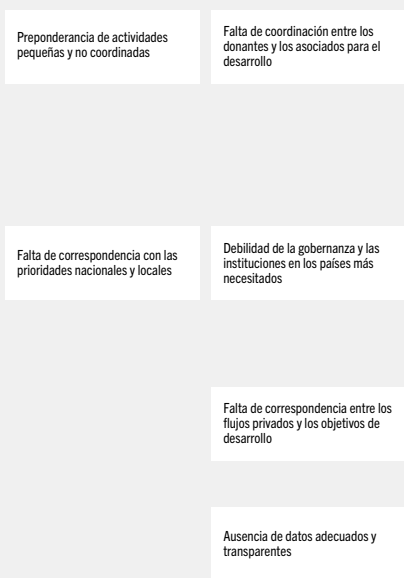 Preponderancia de actividades
pequeñas y no coordinadas
Falta de coordinación entre los
donantes y los asociados para el
desarrollo
Falta de correspondencia con las
prioridades nacionales y locales
Debilidad de la gobernanza y las
instituciones en los países más
necesitados
Falta de correspondencia entre los
flujos privados y los objetivos de
desarrollo
Ausencia de datos adecuados y
transparentes